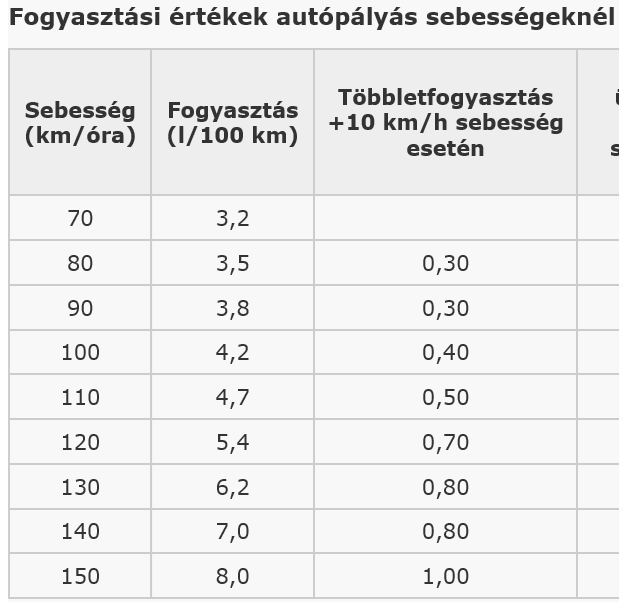 Fogyasztási értékek autópályás sebességeknél
Sebesség (km/óra) Fogyasztás (l/100 km) Többletfogyasztás +10 km/h sebesség esetén
70 3,2
80 3,5 0,30
90 3,8 0,30
100 4,2 0,40
110 4,7 0,50
120 5,4 0,70
130 6,2 0,80
140 7,0 0,80
150 8,0 1,00